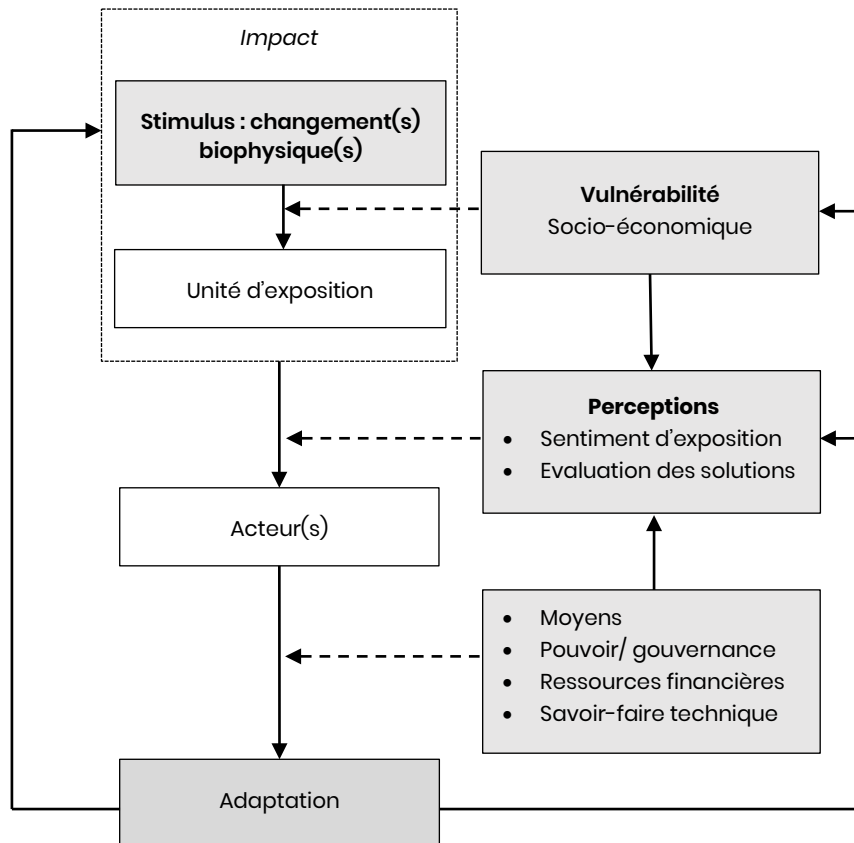 Impact
Stimulus : changement(s)
biophysique(s)
Unité d’exposition
Vulnérabilité
Socio-économique
Perceptions
• Sentiment d’exposition
• Evaluation des solutions
Acteur(s)
• Moyens
• Pouvoir/ gouvernance
• Ressources financières
• Savoir-faire technique
Adaptation